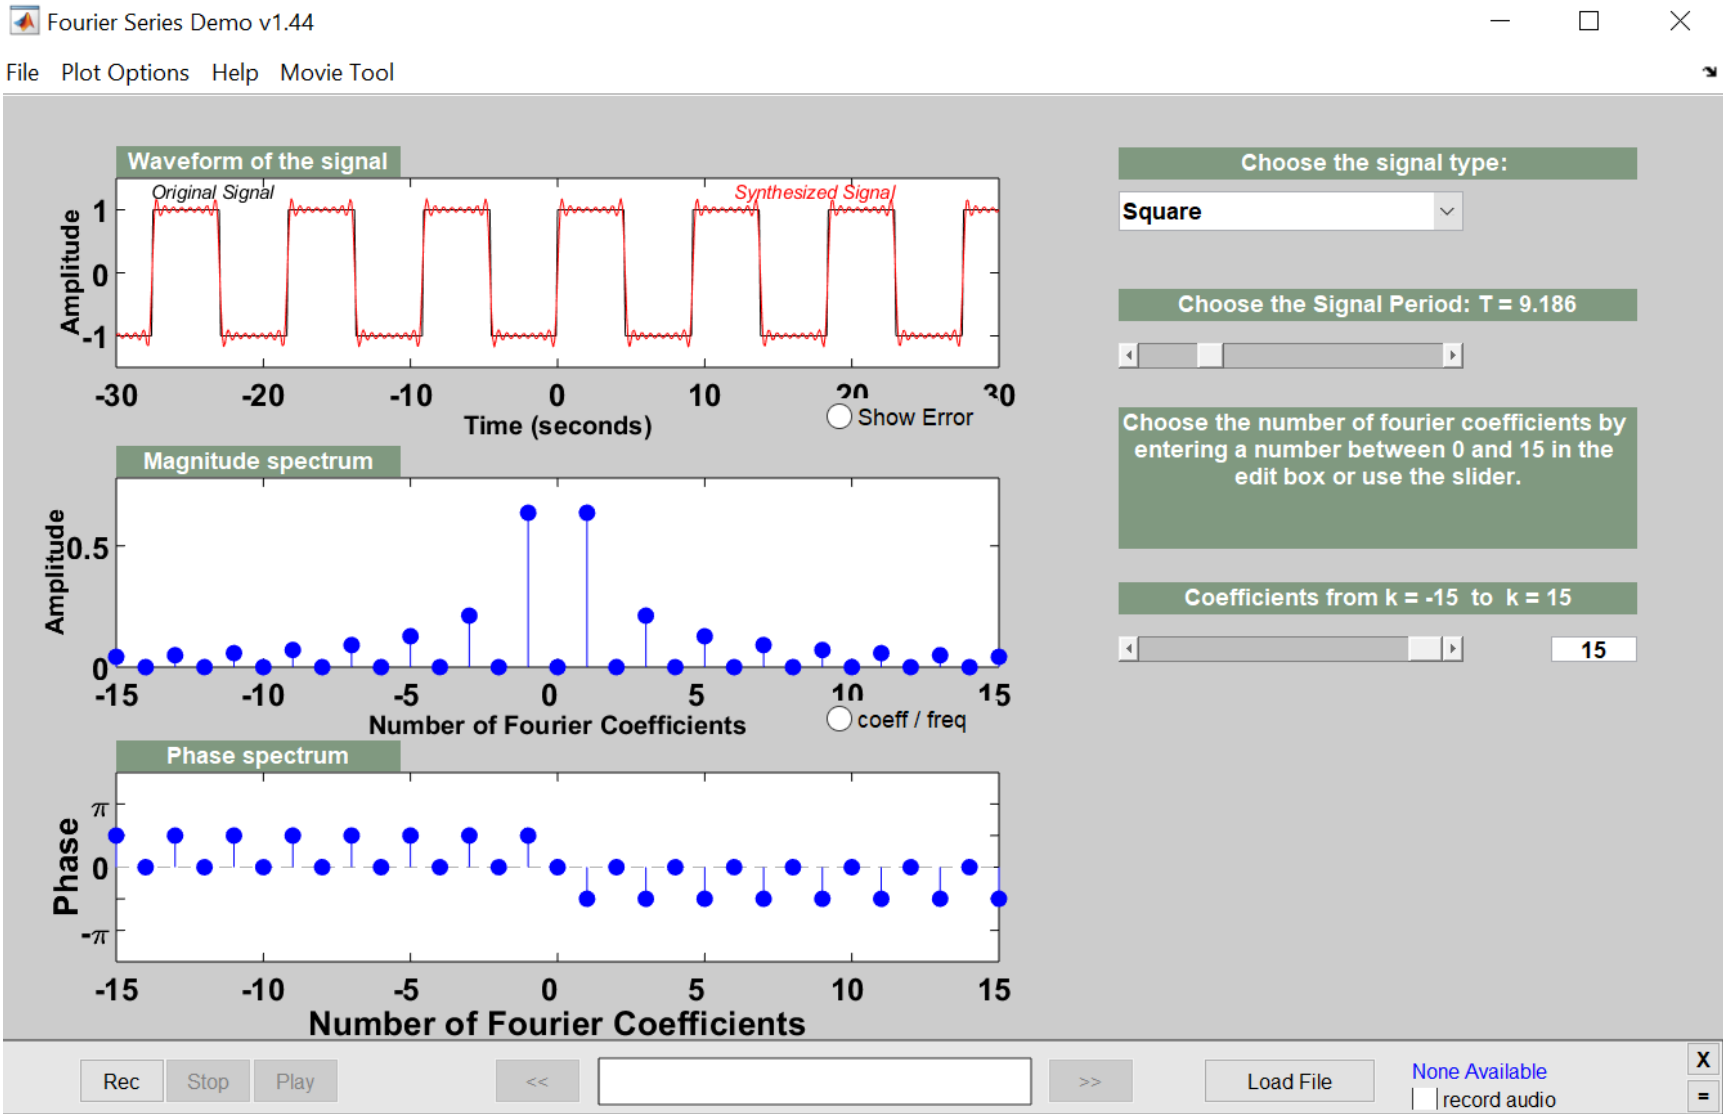 Fourier Series Demo v1.44
File Plot Options Help Movie Tool
Waveform of the signal
Original Signal
Synthesized Signal
Amplitude
1
0
-1
-30 -20 -10 0 10 20 30
Time (seconds)
Show Error
Magnitude spectrum
Amplitude
0.5
0
-15 -10 -5 0 5 10 15
Number of Fourier Coefficients
coeff / freq
Phase spectrum
Phase
π
0
-π
-15 -10 -5 0 5 10 15
Number of Fourier Coefficients
Choose the signal type:
Square
Choose the Signal Period: T = 9.186
Choose the number of fourier coefficients by
entering a number between 0 and 15 in the
edit box or use the slider.
Coefficients from k = -15 to k = 15
15
Rec Stop Play << >> Load File
None Available
record audio
X
=